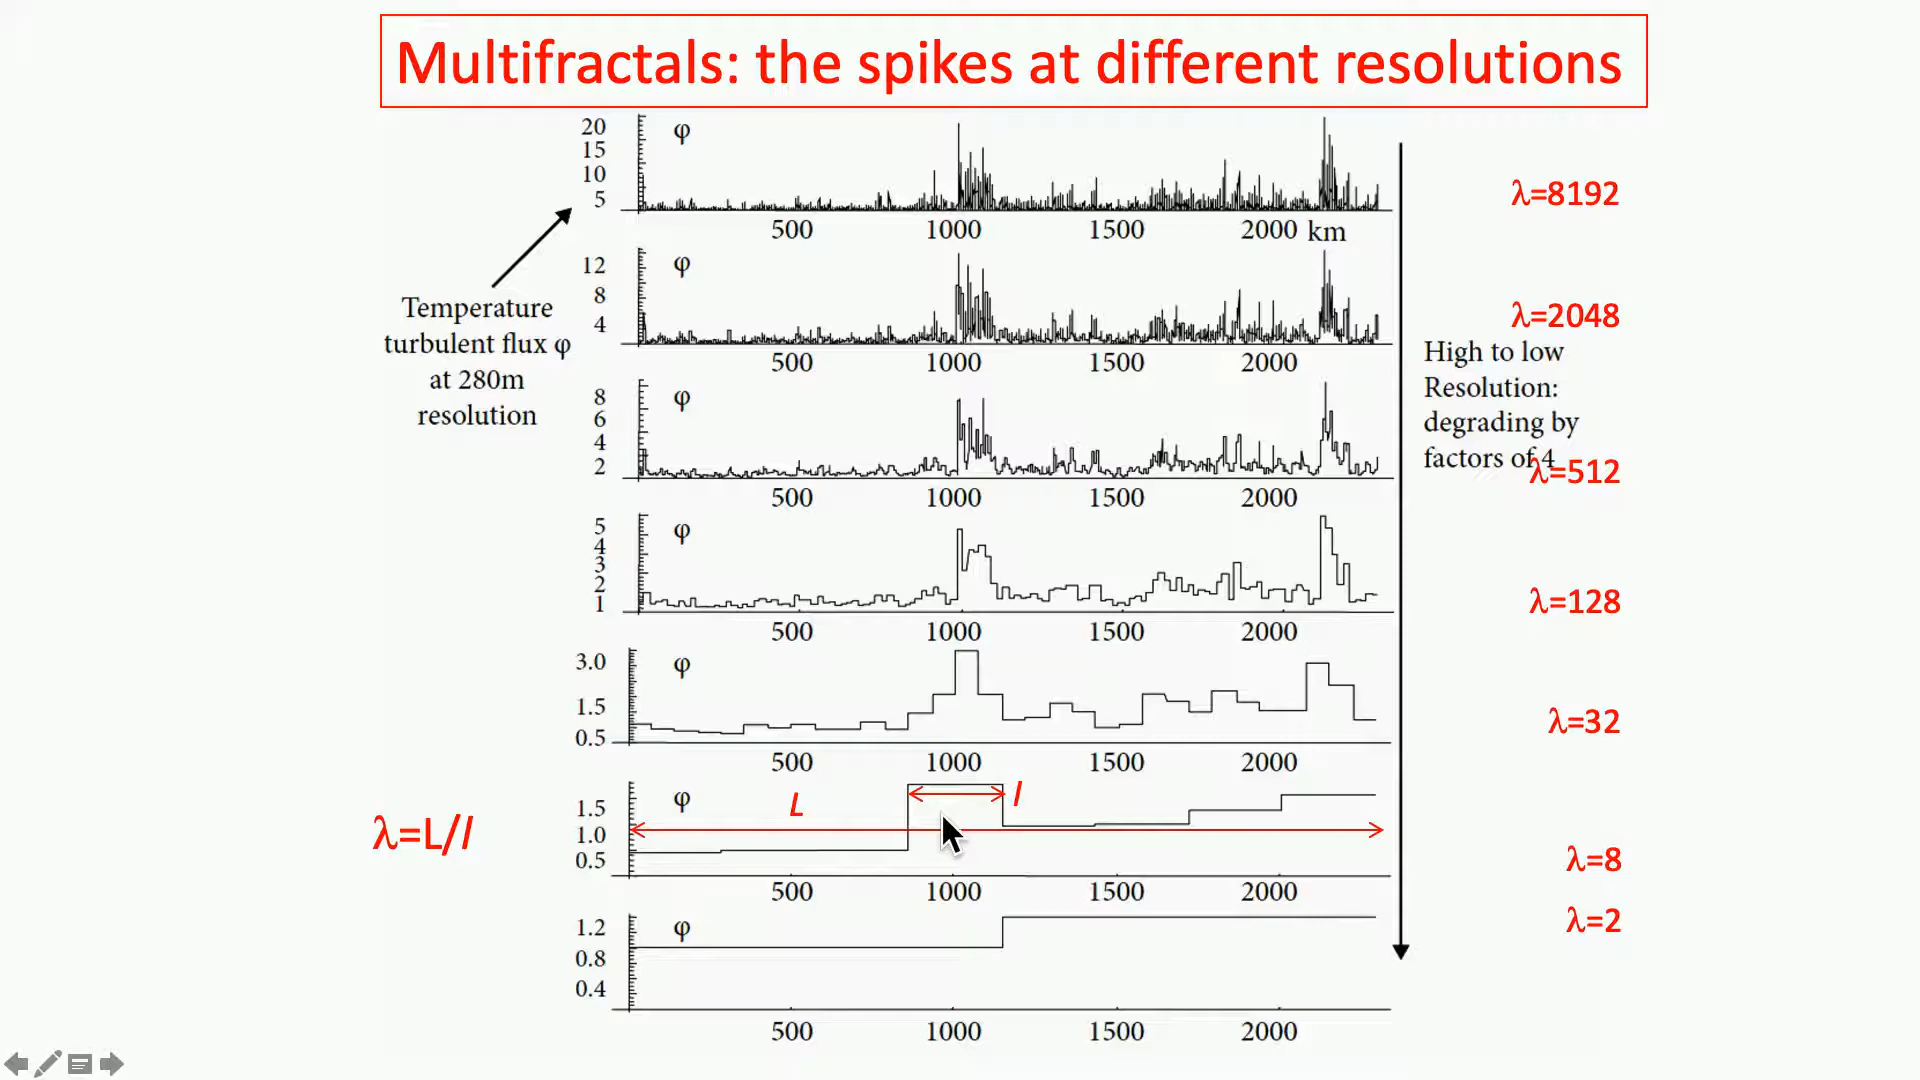 Multifractals: the spikes at different resolutions
20
15
10
5
φ
500 1000 1500 2000 km
λ=8192
Temperature
turbulent flux φ
at 280m
resolution
12
8
4
φ
500 1000 1500 2000
λ=2048
High to low
Resolution:
degrading by
factors of 4
8
6
4
2
φ
500 1000 1500 2000
λ=512
5
4
3
2
1
φ
500 1000 1500 2000
λ=128
3.0
1.5
0.5
φ
500 1000 1500 2000
λ=32
λ=L/l
1.5
1.0
0.5
φ
L
l
500 1000 1500 2000
λ=8
1.2
0.8
0.4
φ
500 1000 1500 2000
λ=2